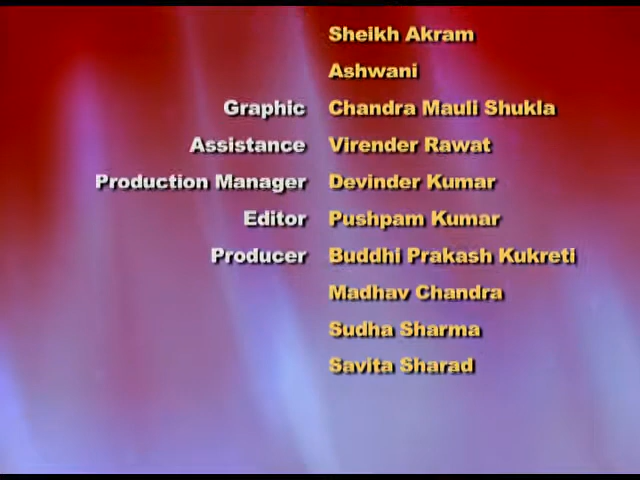 Sheikh Akram
Ashwani
Graphic Chandra Mauli Shukla
Assistance Virender Rawat
Production Manager Devinder Kumar
Editor Pushpam Kumar
Producer Buddhi Prakash Kukreti
Madhav Chandra
Sudha Sharma
Savita Sharad